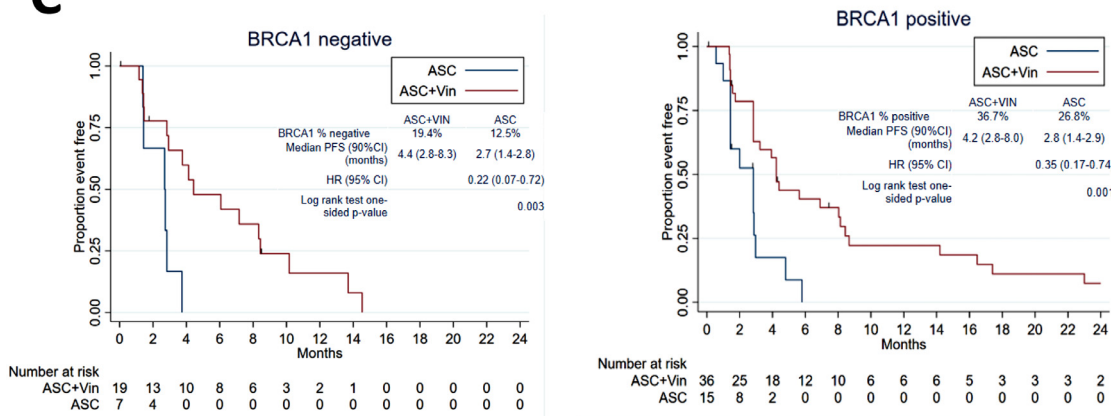 C
BRCA1 negative
ASC
ASC+Vin
ASC+VIN ASC
BRCA1 % negative 19.4% 12.5%
Median PFS (90%CI) (months) 4.4 (2.8-8.3) 2.7 (1.4-2.8)
HR (95% CI) 0.22 (0.07-0.72)
Log rank test one-
sided p-value 0.003
Proportion event free
1.00
0.75
0.50
0.25
0.00
0 2 4 6 8 10 12 14 16 18 20 22 24
Months
Number at risk
ASC+Vin 19 13 10 8 6 3 2 1 0 0 0 0 0
ASC 7 4 0 0 0 0 0 0 0 0 0 0 0
BRCA1 positive
ASC
ASC+Vin
ASC+VIN ASC
BRCA1 % positive 36.7% 26.8%
Median PFS (90%CI) (months) 4.2 (2.8-8.0) 2.8 (1.4-2.9)
HR (95% CI) 0.35 (0.17-0.74
Log rank test one-
sided p-value 0.001
Proportion event free
1.00
0.75
0.50
0.25
0.00
0 2 4 6 8 10 12 14 16 18 20 22 24
Months
Number at risk
ASC+Vin 36 25 18 12 10 6 6 6 5 3 3 3 2
ASC 15 8 2 0 0 0 0 0 0 0 0 0 0